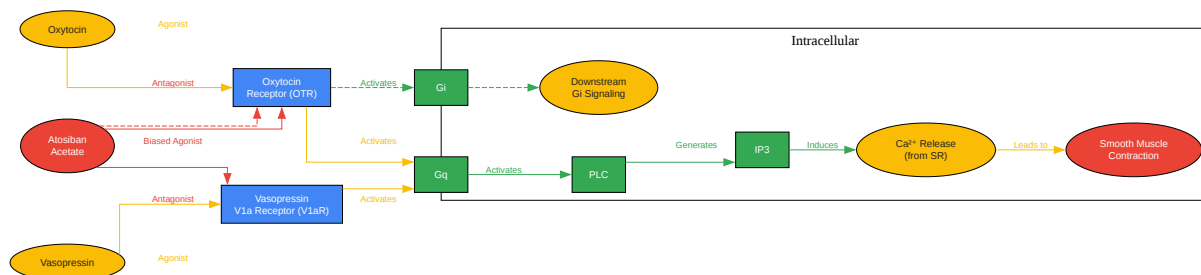 Oxytocin
Agonist
Intracellular
Antagonist
Oxytocin
Receptor (OTR)
Activates
Gi
Downstream
Gi Signaling
Atosiban
Acetate
Biased Agonist
Activates
Gq
Activates
PLC
Generates
IP3
Induces
Ca²⁺ Release
(from SR)
Leads to
Smooth Muscle
Contraction
Antagonist
Vasopressin
V1a Receptor (V1aR)
Activates
Vasopressin
Agonist